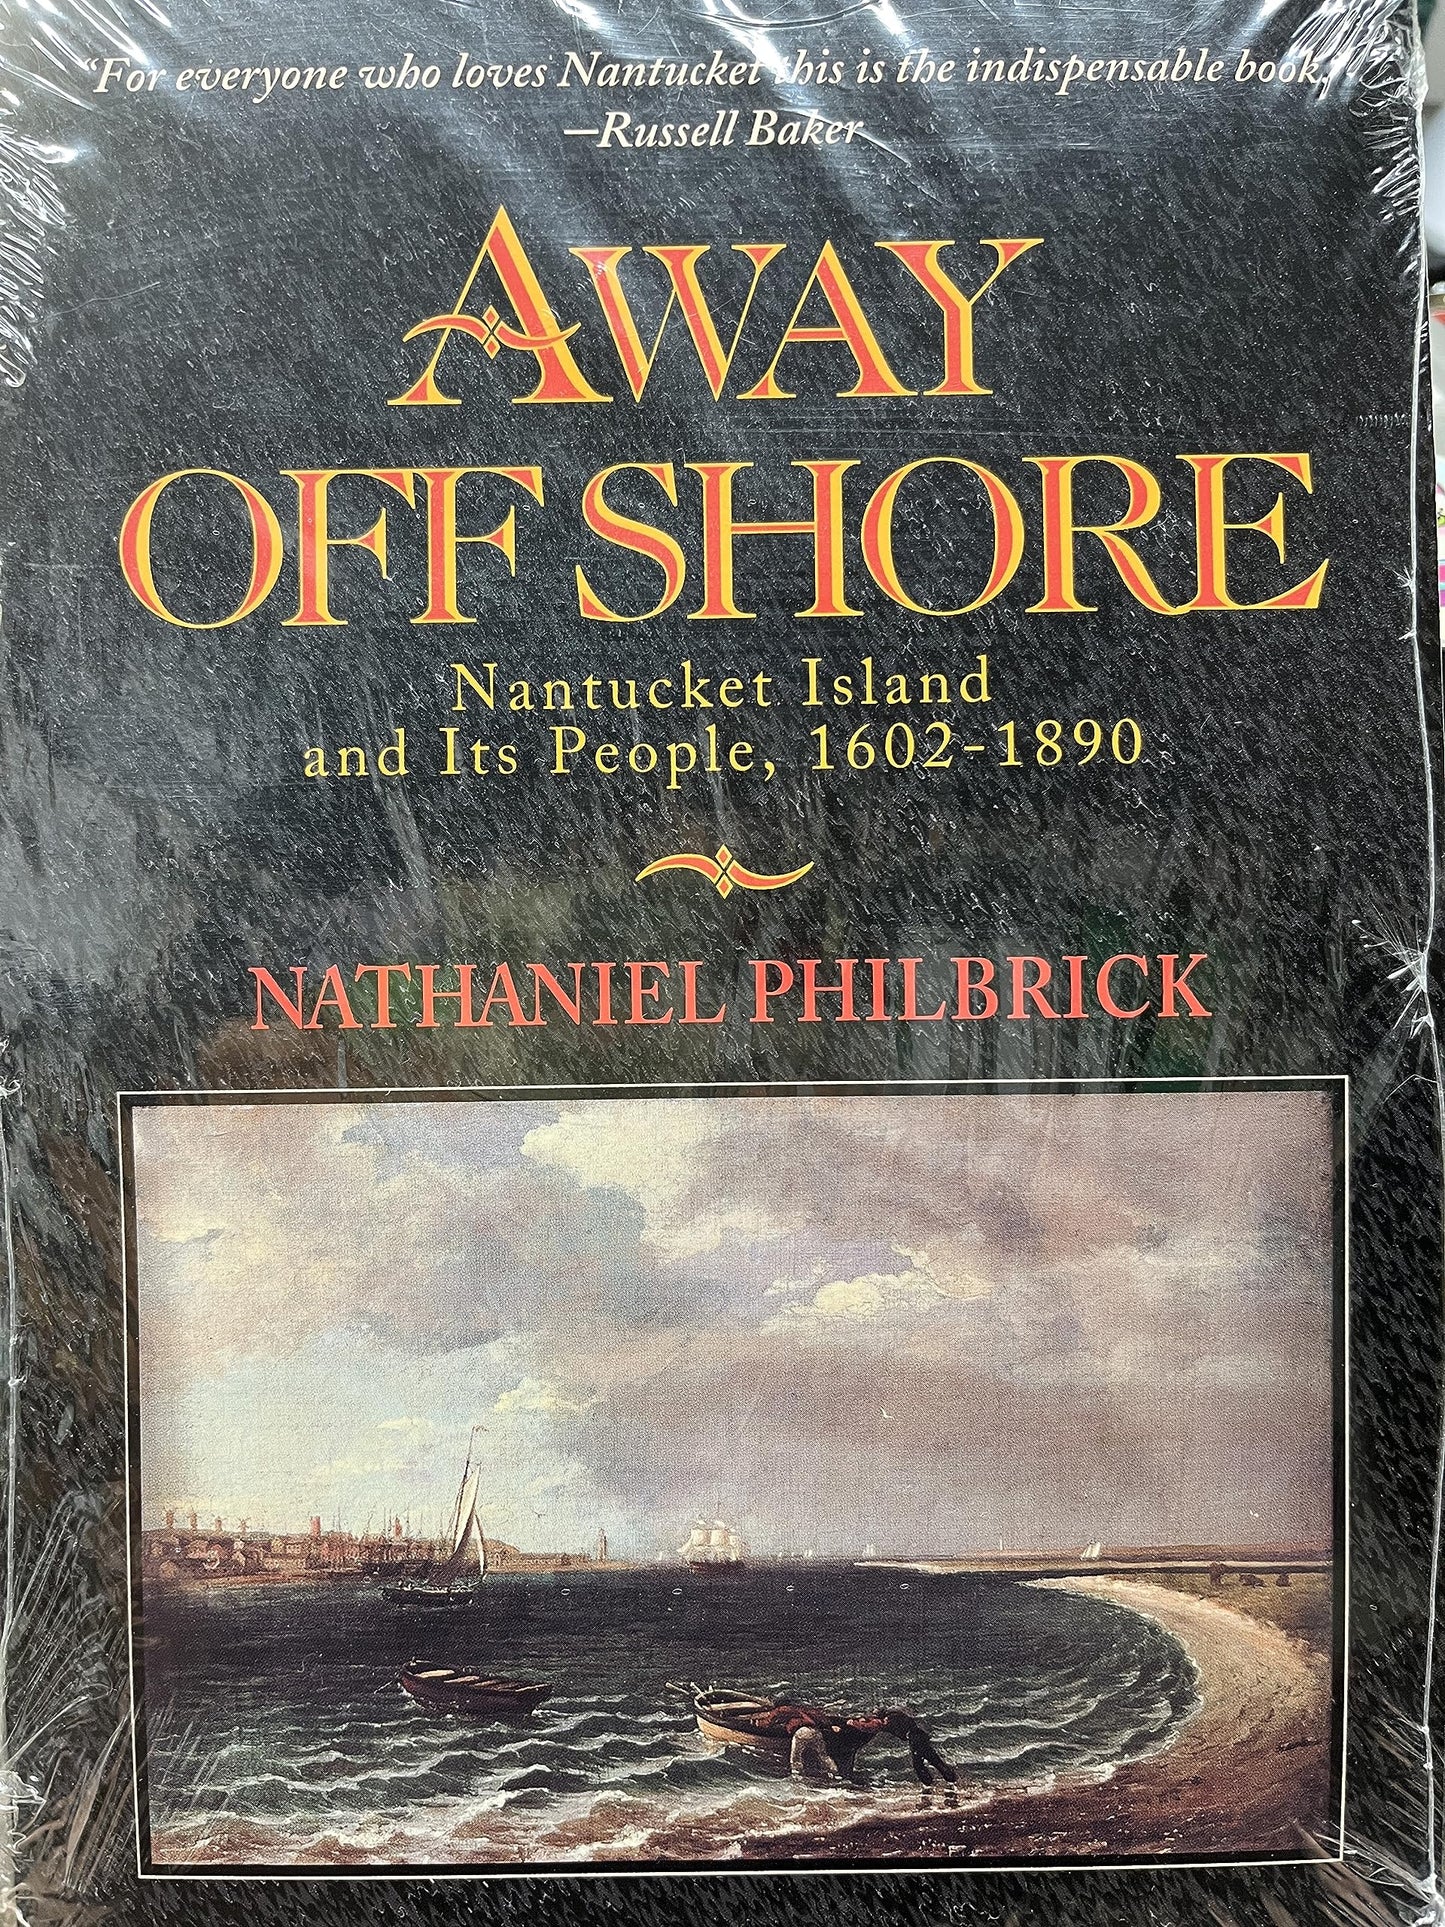 “For everyone who loves Nantucket this is the indispensable book.”
—Russell Baker
AWAY
OFF SHORE
Nantucket Island
and Its People, 1602-1890
NATHANIEL PHILBRICK